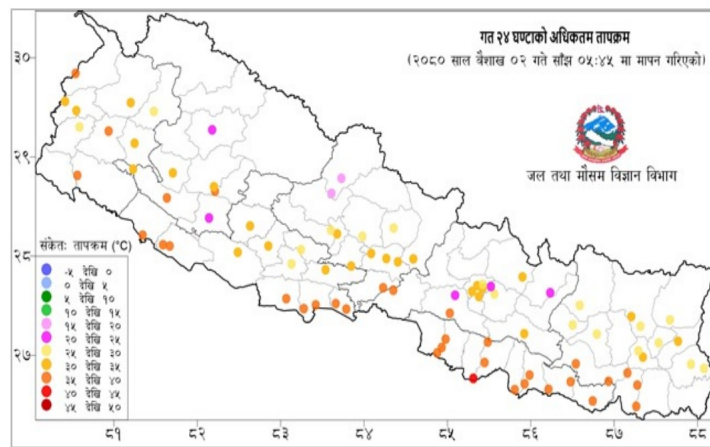 गत २४ घण्टाको अधिकतम तापक्रम
(२०८० साल बैशाख ०२ गते साँझ ०५:४५ मा मापन गरिएको)
जल तथा मौसम विज्ञान विभाग
३०
२९
२८
२७
संकेतः तापक्रम (°C)
-५ देखि ०
० देखि ५
५ देखि १०
१० देखि १५
१५ देखि २०
२० देखि २५
२५ देखि ३०
३० देखि ३५
३५ देखि ४०
४० देखि ४५
४५ देखि ५०
८१ ८२ ८३ ८४ ८५ ८६ ८७ ८८